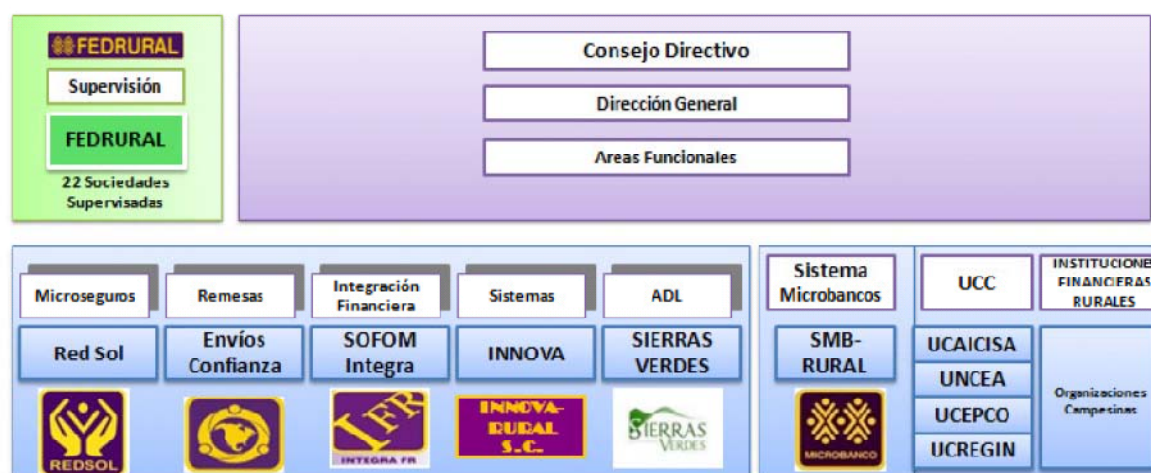 FEDRURAL
Supervisión
FEDRURAL
22 Sociedades
Supervisadas
Consejo Directivo
Dirección General
Areas Funcionales
Microseguros
Remesas
Integración
Financiera
Sistemas
ADL
Sistema
Microbancos
UCC
INSTITUCIONE
FINANCIERAS
RURALES
Red Sol
Envíos
Confianza
SOFOM
Integra
INNOVA
SIERRAS
VERDES
SMB-
RURAL
UCAICISA
UNCEA
UCEPCO
UCREGIN
Organizaciones
Campesinas
REDSOL
IFR
INTEGRA FR
INNOVA-
RURAL
S.C.
SIERRAS
VERDES
MICROBANCO